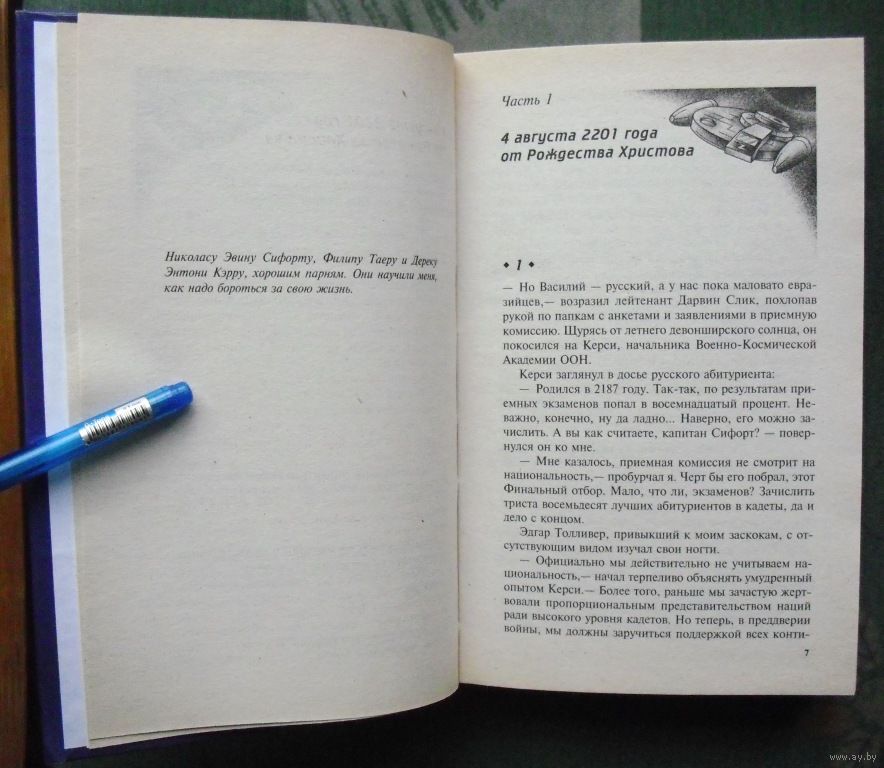 Николасу Эвину Сифорту, Филипу Таеру и Дереку
Энтони Кэрру, хорошим парням. Они научили меня,
как надо бороться за свою жизнь.
Часть 1
4 августа 2201 года
от Рождества Христова
• 1 •
— Но Василий — русский, а у нас пока маловато евра-
зийцев,— возразил лейтенант Дарвин Слик, похлопав
рукой по папкам с анкетами и заявлениями в приемную
комиссию. Щурясь от летнего девонширского солнца, он
покосился на Керси, начальника Военно-Космической
Академии ООН.
Керси заглянул в досье русского абитуриента:
— Родился в 2187 году. Так-так, по результатам при-
емных экзаменов попал в восемнадцатый процент. Не-
важно, конечно, ну да ладно... Наверно, его можно за-
числить. А вы как считаете, капитан Сифорт? — повер-
нулся он ко мне.
— Мне казалось, приемная комиссия не смотрит на
национальность,— пробурчал я. Черт бы его побрал, этот
Финальный отбор. Мало, что ли, экзаменов? Зачислить
триста восемьдесят лучших абитуриентов в кадеты, да и
дело с концом.
Эдгар Толливер, привыкший к моим заскокам, с от-
сутствующим видом изучал свои ногти.
— Официально мы действительно не учитываем на-
циональность,— начал терпеливо объяснять умудренный
опытом Керси.— Более того, раньше мы зачастую жерт-
вовали пропорциональным представительством наций
ради высокого уровня кадетов. Но теперь, в преддверии
войны, мы должны заручиться поддержкой всех конти-
7
www.ay.by